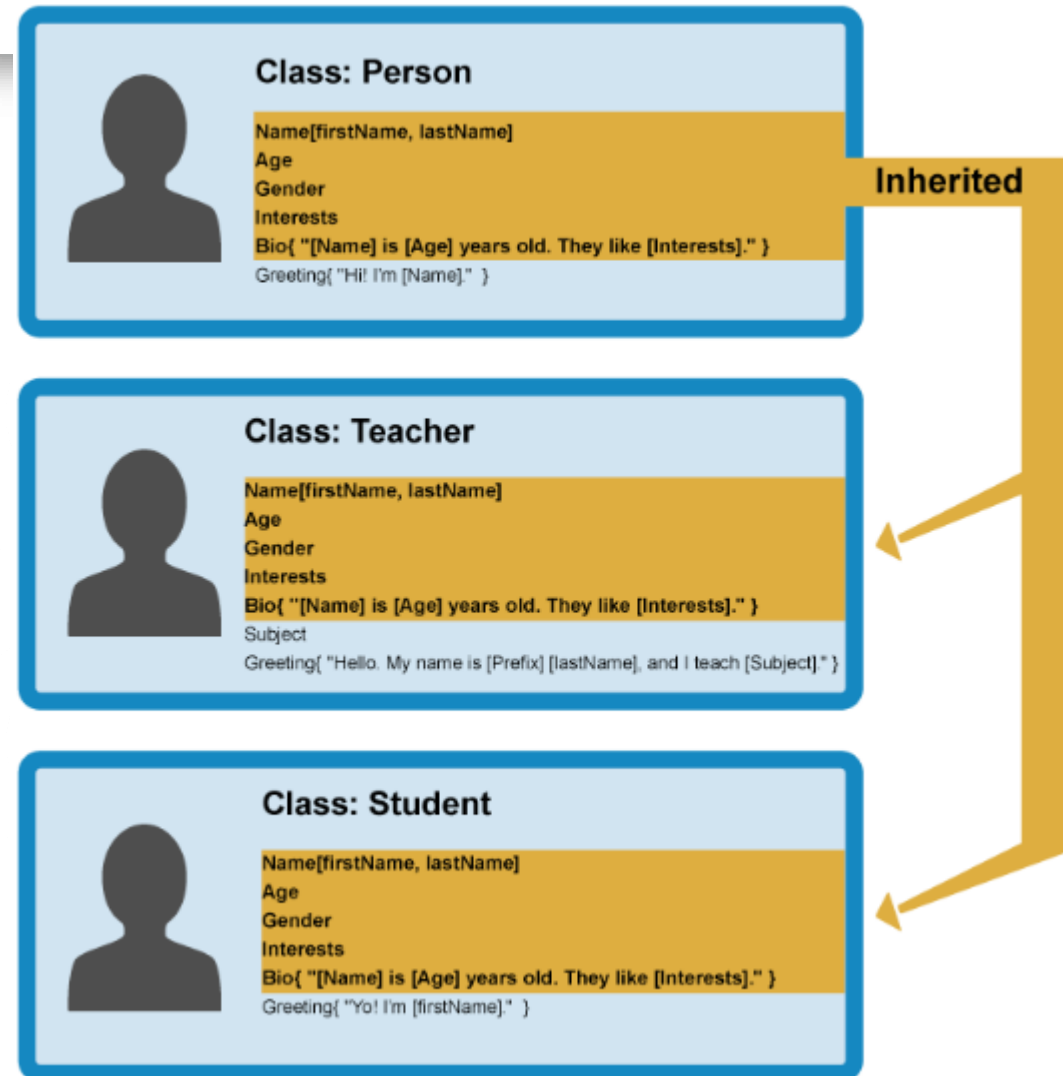 Class: Person
Name[firstName, lastName]
Age
Gender
Interests
Bio{ "[Name] is [Age] years old. They like [Interests]." }
Greeting{ "Hi! I'm [Name]."  }
Inherited
Class: Teacher
Name[firstName, lastName]
Age
Gender
Interests
Bio{ "[Name] is [Age] years old. They like [Interests]." }
Subject
Greeting{ "Hello. My name is [Prefix] [lastName], and I teach [Subject]." }
Class: Student
Name[firstName, lastName]
Age
Gender
Interests
Bio{ "[Name] is [Age] years old. They like [Interests]." }
Greeting{ "Yo! I'm [firstName]."  }